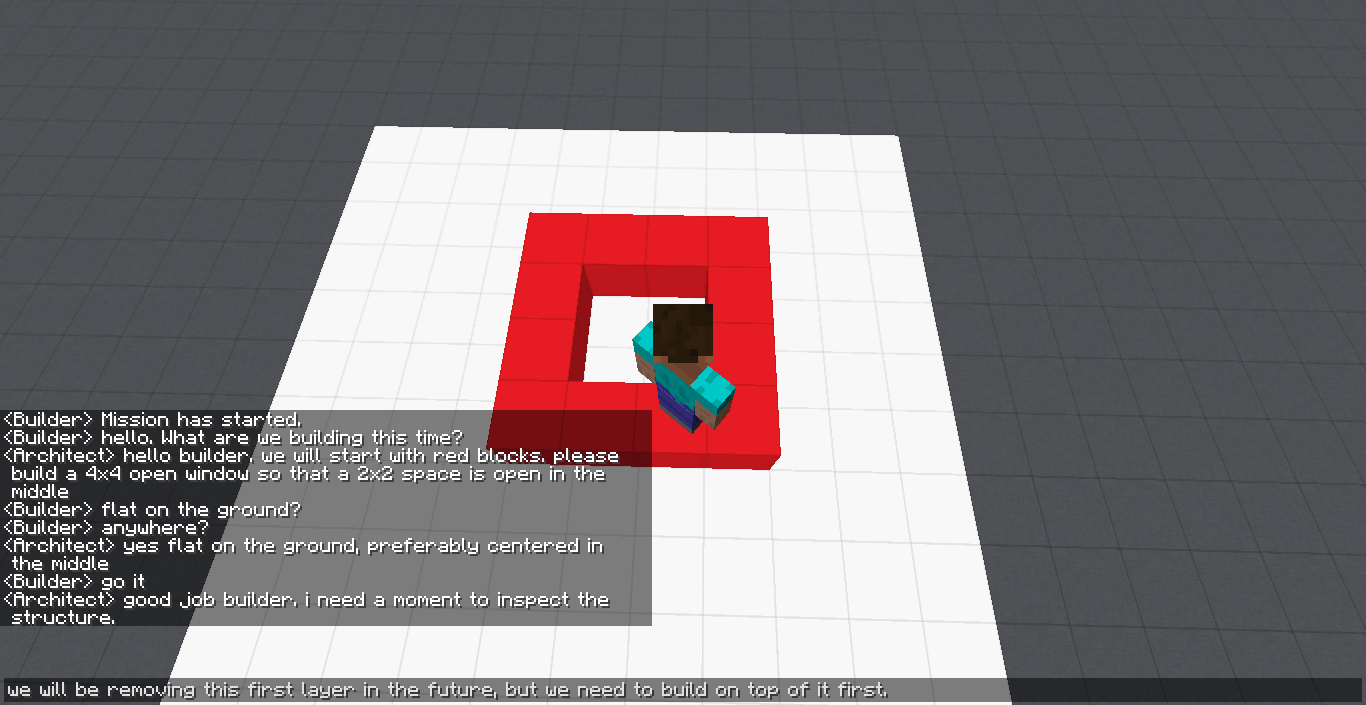 <Builder> Mission has started.
<Builder> hello. What are we building this time?
<Architect> hello builder. we will start with red blocks. please
build a 4x4 open window so that a 2x2 space is open in the
middle
<Builder> flat on the ground?
<Builder> anywhere?
<Architect> yes flat on the ground, preferably centered in
the middle
<Builder> go it
<Architect> good job builder. i need a moment to inspect the
structure.
we will be removing this first layer in the future, but we need to build on top of it first.